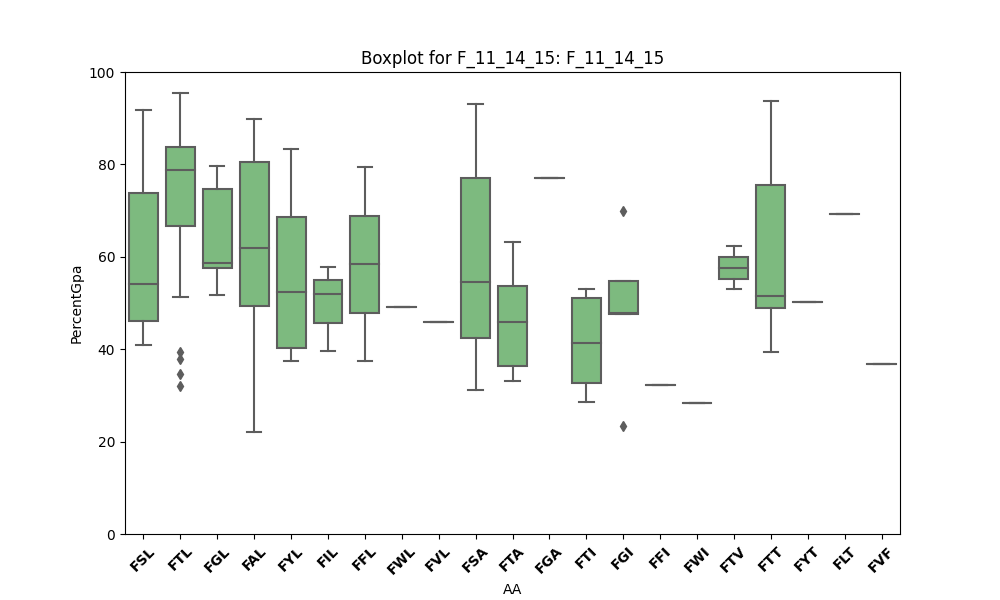 Boxplot for F_11_14_15: F_11_14_15
100
80
60
40
20
0
PercentGpa
FSL FTL FGL FAL FYL FIL FFL FWL FVL FSA FTA FGA FTI FGI FFI FWI FTV FTT FYT FLT FVF
AA